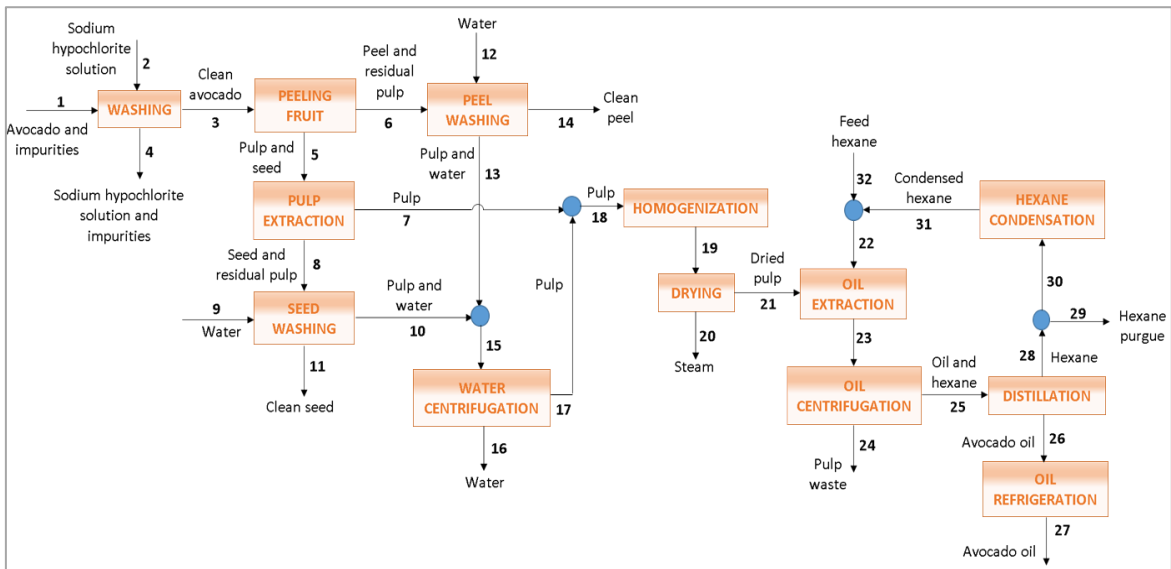 Sodium
hypochlorite
solution
2
1
Avocado and
impurities
WASHING
4
Sodium hypochlorite
solution and
impurities
Clean
avocado
3
PEELING
FRUIT
Peel and
residual
pulp
6
Water
12
PEEL
WASHING
14
Clean
peel
Pulp and
seed
5
Pulp and
water
13
PULP
EXTRACTION
Pulp
7
Seed and
residual pulp
8
9
Water
SEED
WASHING
Pulp and
water
10
11
Clean seed
15
WATER
CENTRIFUGATION
16
Water
17
Pulp
Pulp
18
HOMOGENIZATION
19
DRYING
20
Steam
Dried
pulp
21
Feed
hexane
32
22
OIL
EXTRACTION
23
OIL
CENTRIFUGATION
24
Pulp
waste
Oil and
hexane
25
DISTILLATION
28
Hexane
29
Hexane
purgue
30
HEXANE
CONDENSATION
Condensed
hexane
31
Avocado oil
26
OIL
REFRIGERATION
27
Avocado oil